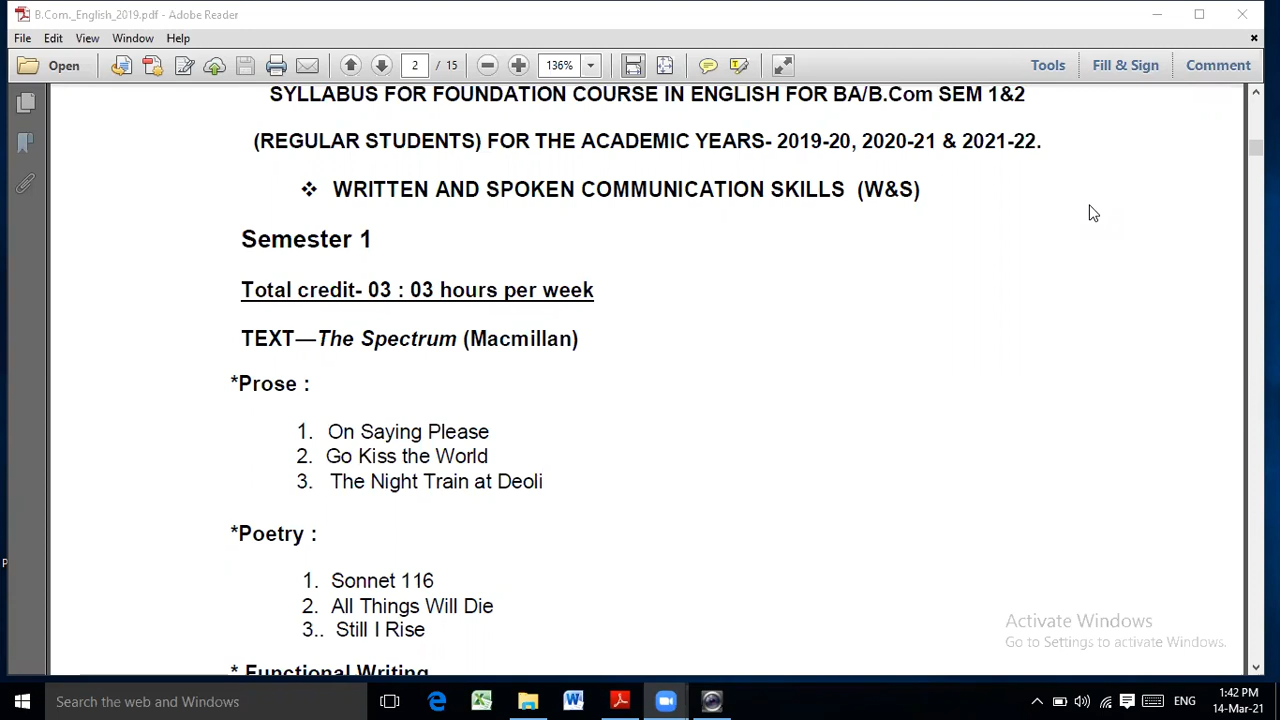 B.Com._English_2019.pdf - Adobe Reader
File Edit View Window Help
Open 2 / 15 136% Tools Fill & Sign Comment
SYLLABUS FOR FOUNDATION COURSE IN ENGLISH FOR BA/B.Com SEM 1&2
(REGULAR STUDENTS) FOR THE ACADEMIC YEARS- 2019-20, 2020-21 & 2021-22.
❖ WRITTEN AND SPOKEN COMMUNICATION SKILLS (W&S)
Semester 1
Total credit- 03 : 03 hours per week
TEXT—The Spectrum (Macmillan)
*Prose :
1. On Saying Please
2. Go Kiss the World
3. The Night Train at Deoli
*Poetry :
1. Sonnet 116
2. All Things Will Die
3.. Still I Rise
* Functional Writing
Activate Windows
Go to Settings to activate Windows.
P
Search the web and Windows
ENG
1:42 PM
14-Mar-21